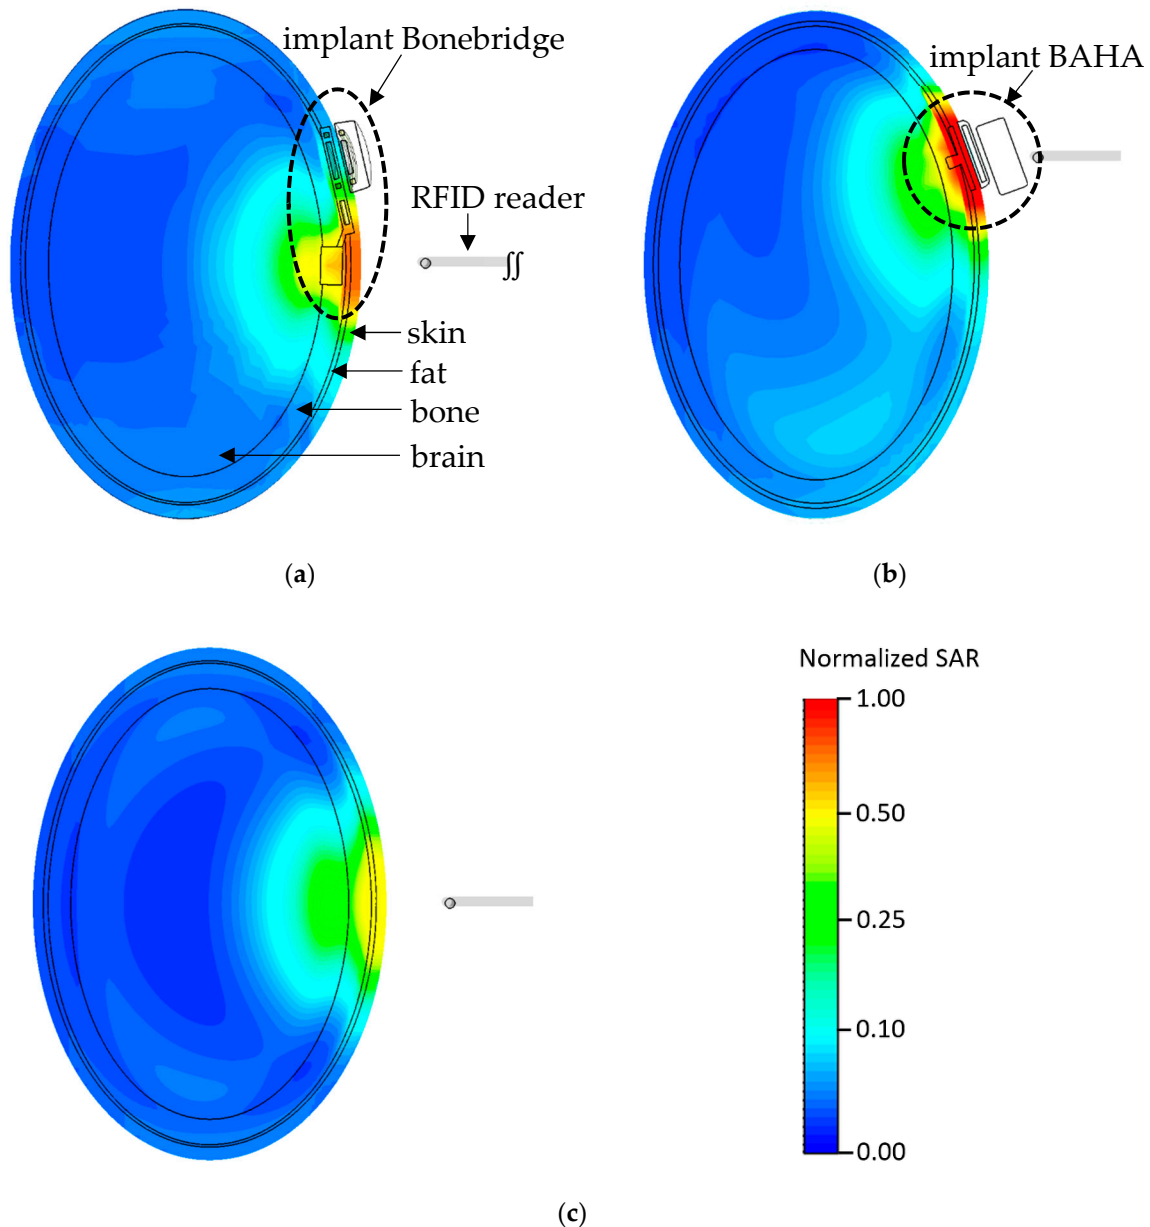 implant Bonebridge
implant BAHA
RFID reader
∫∫
skin
fat
bone
brain
(a)
(b)
Normalized SAR
1.00
0.50
0.25
0.10
0.00
(c)